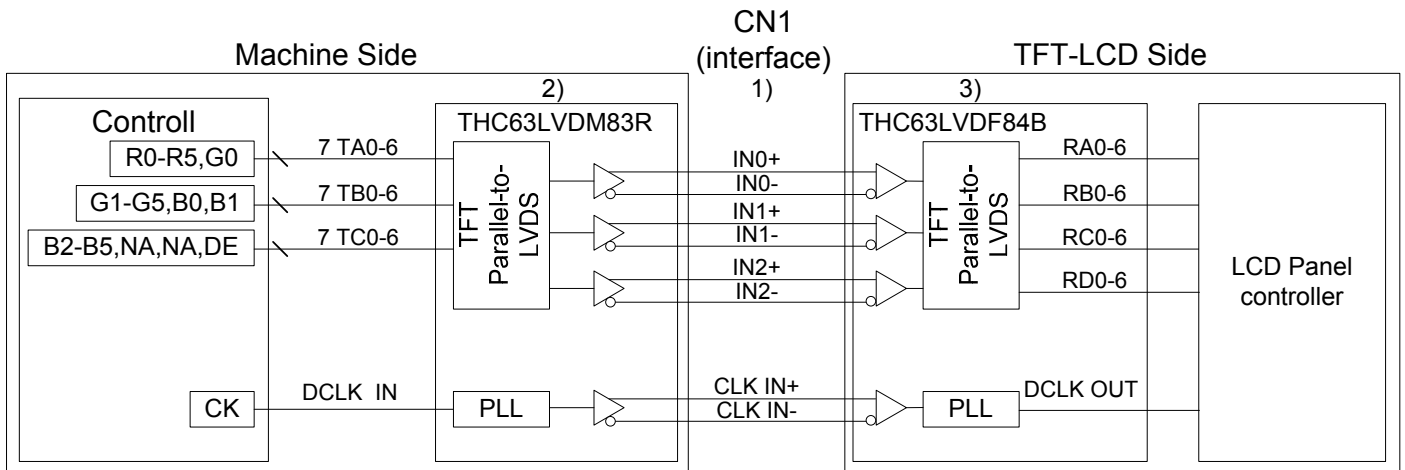 CN1
(interface)
1)
Machine Side
TFT-LCD Side
Controll
R0-R5,G0
G1-G5,B0,B1
B2-B5,NA,NA,DE
CK
7 TA0-6
7 TB0-6
7 TC0-6
DCLK IN
2)
THC63LVDM83R
TFT
Parallel-to-
LVDS
PLL
IN0+
IN0-
IN1+
IN1-
IN2+
IN2-
CLK IN+
CLK IN-
3)
THC63LVDF84B
TFT
Parallel-to-
LVDS
PLL
RA0-6
RB0-6
RC0-6
RD0-6
DCLK OUT
LCD Panel
controller